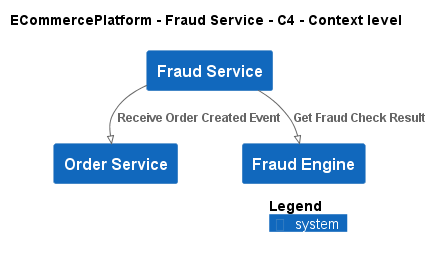 ECommercePlatform - Fraud Service - C4 - Context level
Fraud Service
Receive Order Created Event
Get Fraud Check Result
Order Service
Fraud Engine
Legend
system